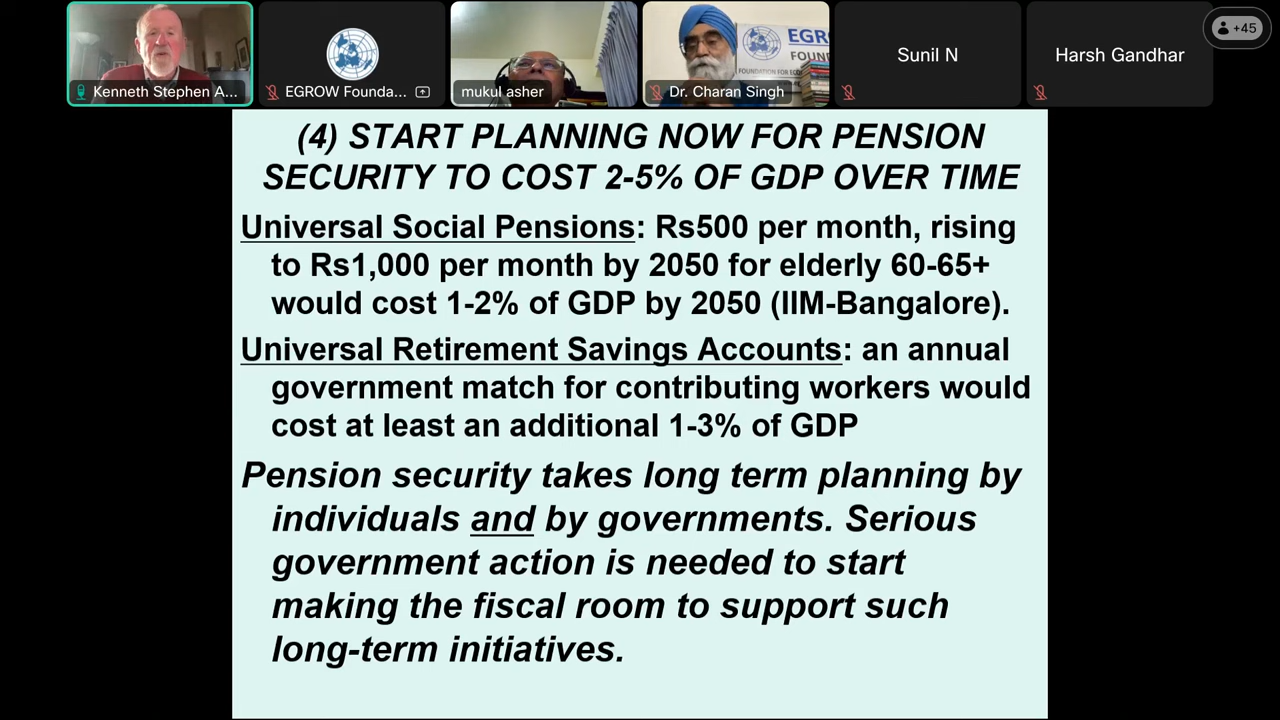 Kenneth Stephen A...
EGROW Founda...
mukul asher
EGR
FOUN
FOUNDATION FOR EC
Dr. Charan Singh
Sunil N
Harsh Gandhar
+45
(4) START PLANNING NOW FOR PENSION
SECURITY TO COST 2-5% OF GDP OVER TIME
Universal Social Pensions: Rs500 per month, rising
to Rs1,000 per month by 2050 for elderly 60-65+
would cost 1-2% of GDP by 2050 (IIM-Bangalore).
Universal Retirement Savings Accounts: an annual
government match for contributing workers would
cost at least an additional 1-3% of GDP
Pension security takes long term planning by
individuals and by governments. Serious
government action is needed to start
making the fiscal room to support such
long-term initiatives.